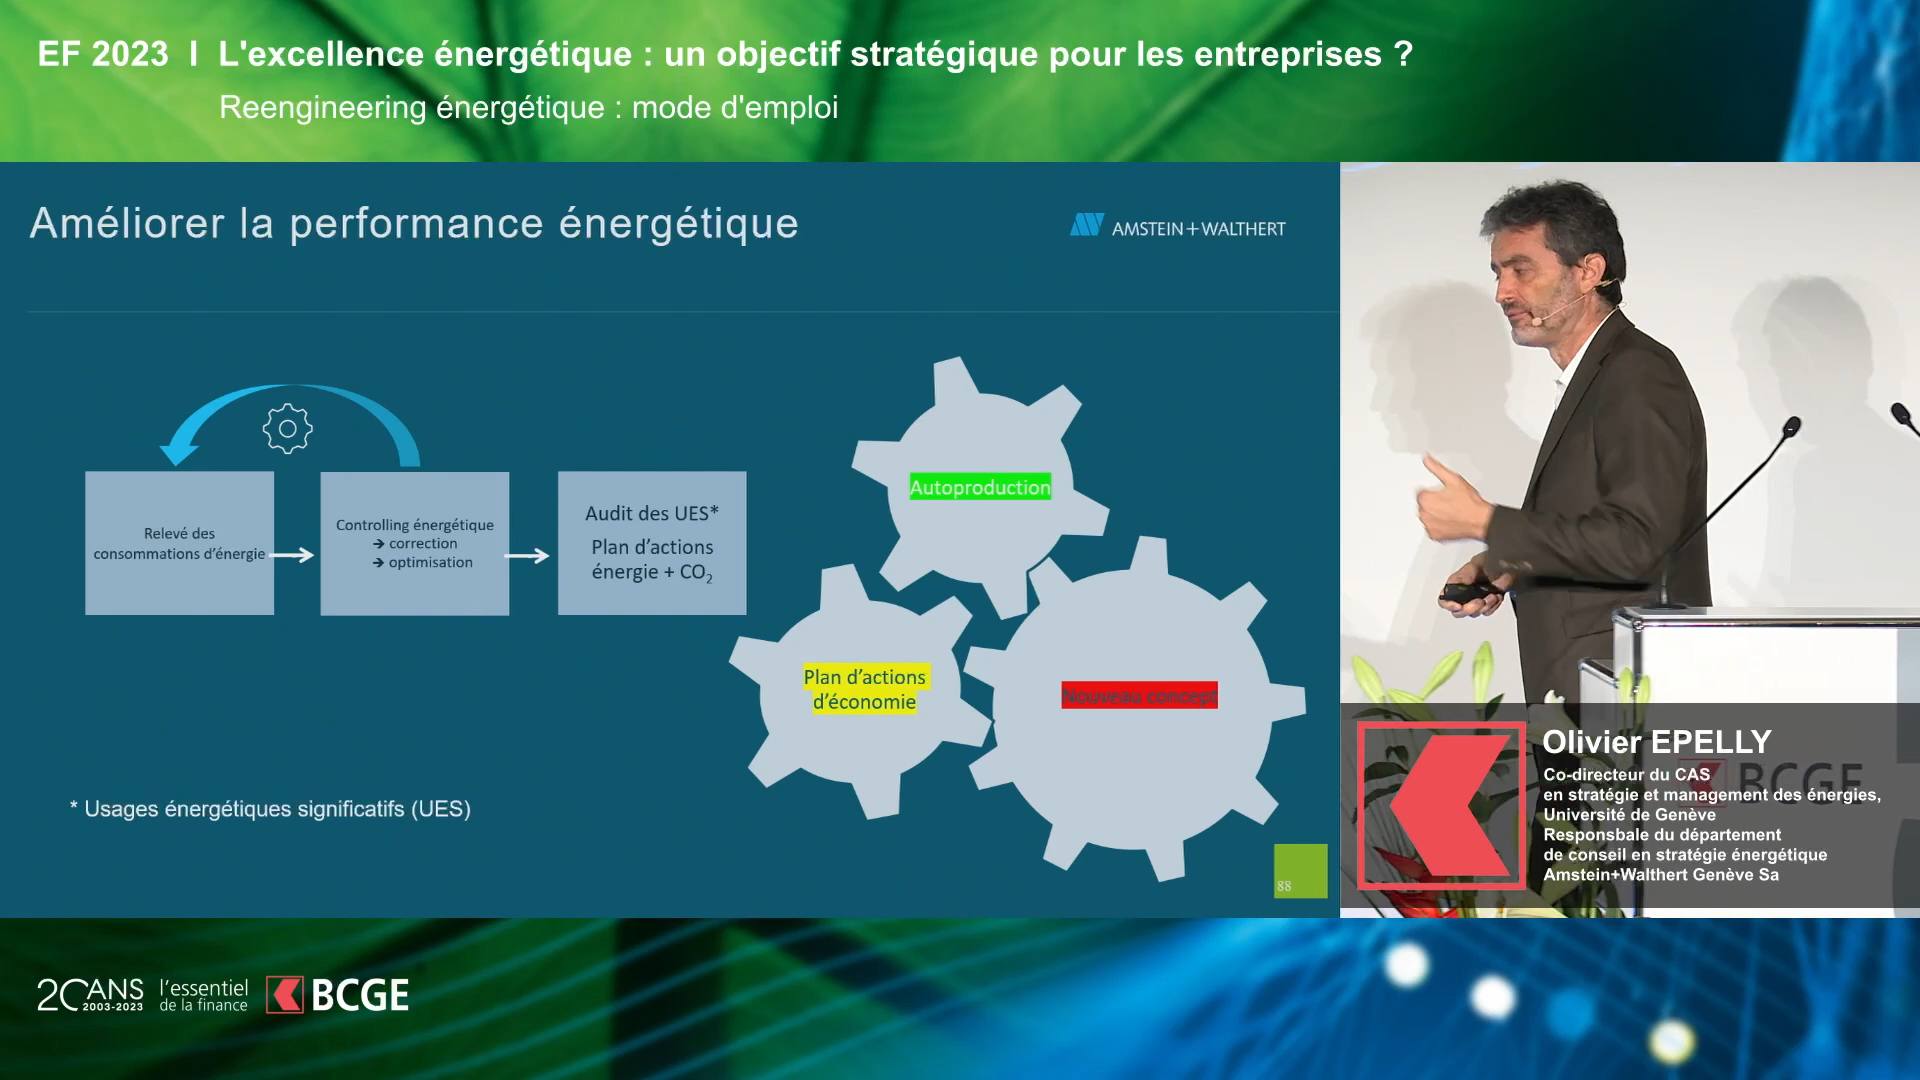 EF 2023 I L'excellence énergétique : un objectif stratégique pour les entreprises ?
Reengineering énergétique : mode d'emploi
Améliorer la performance énergétique
AMSTEIN+WALTHERT
Relevé des
consommations d'énergie
Controlling énergétique
➔ correction
➔ optimisation
Audit des UES*
Plan d'actions
énergie + CO₂
Autoproduction
Plan d'actions
d'économie
Nouveau concept
* Usages énergétiques significatifs (UES)
88
Olivier EPELLY
Co-directeur du CAS
en stratégie et management des énergies,
Université de Genève
Responsbale du département
de conseil en stratégie énergétique
Amstein+Walthert Genève Sa
BCGE
20 ANS
2003-2023
l'essentiel
de la finance
BCGE